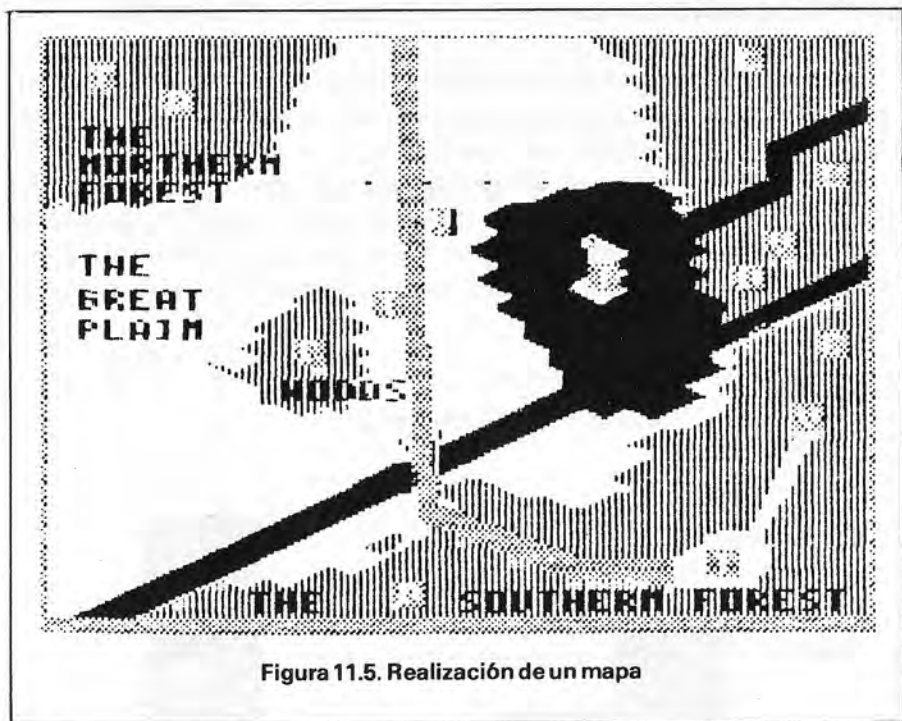 THE
NORTHERN
FOREST
THE
GREAT
PLAIN
WOODS
THE SOUTHERN FOREST
Figura 11.5. Realización de un mapa